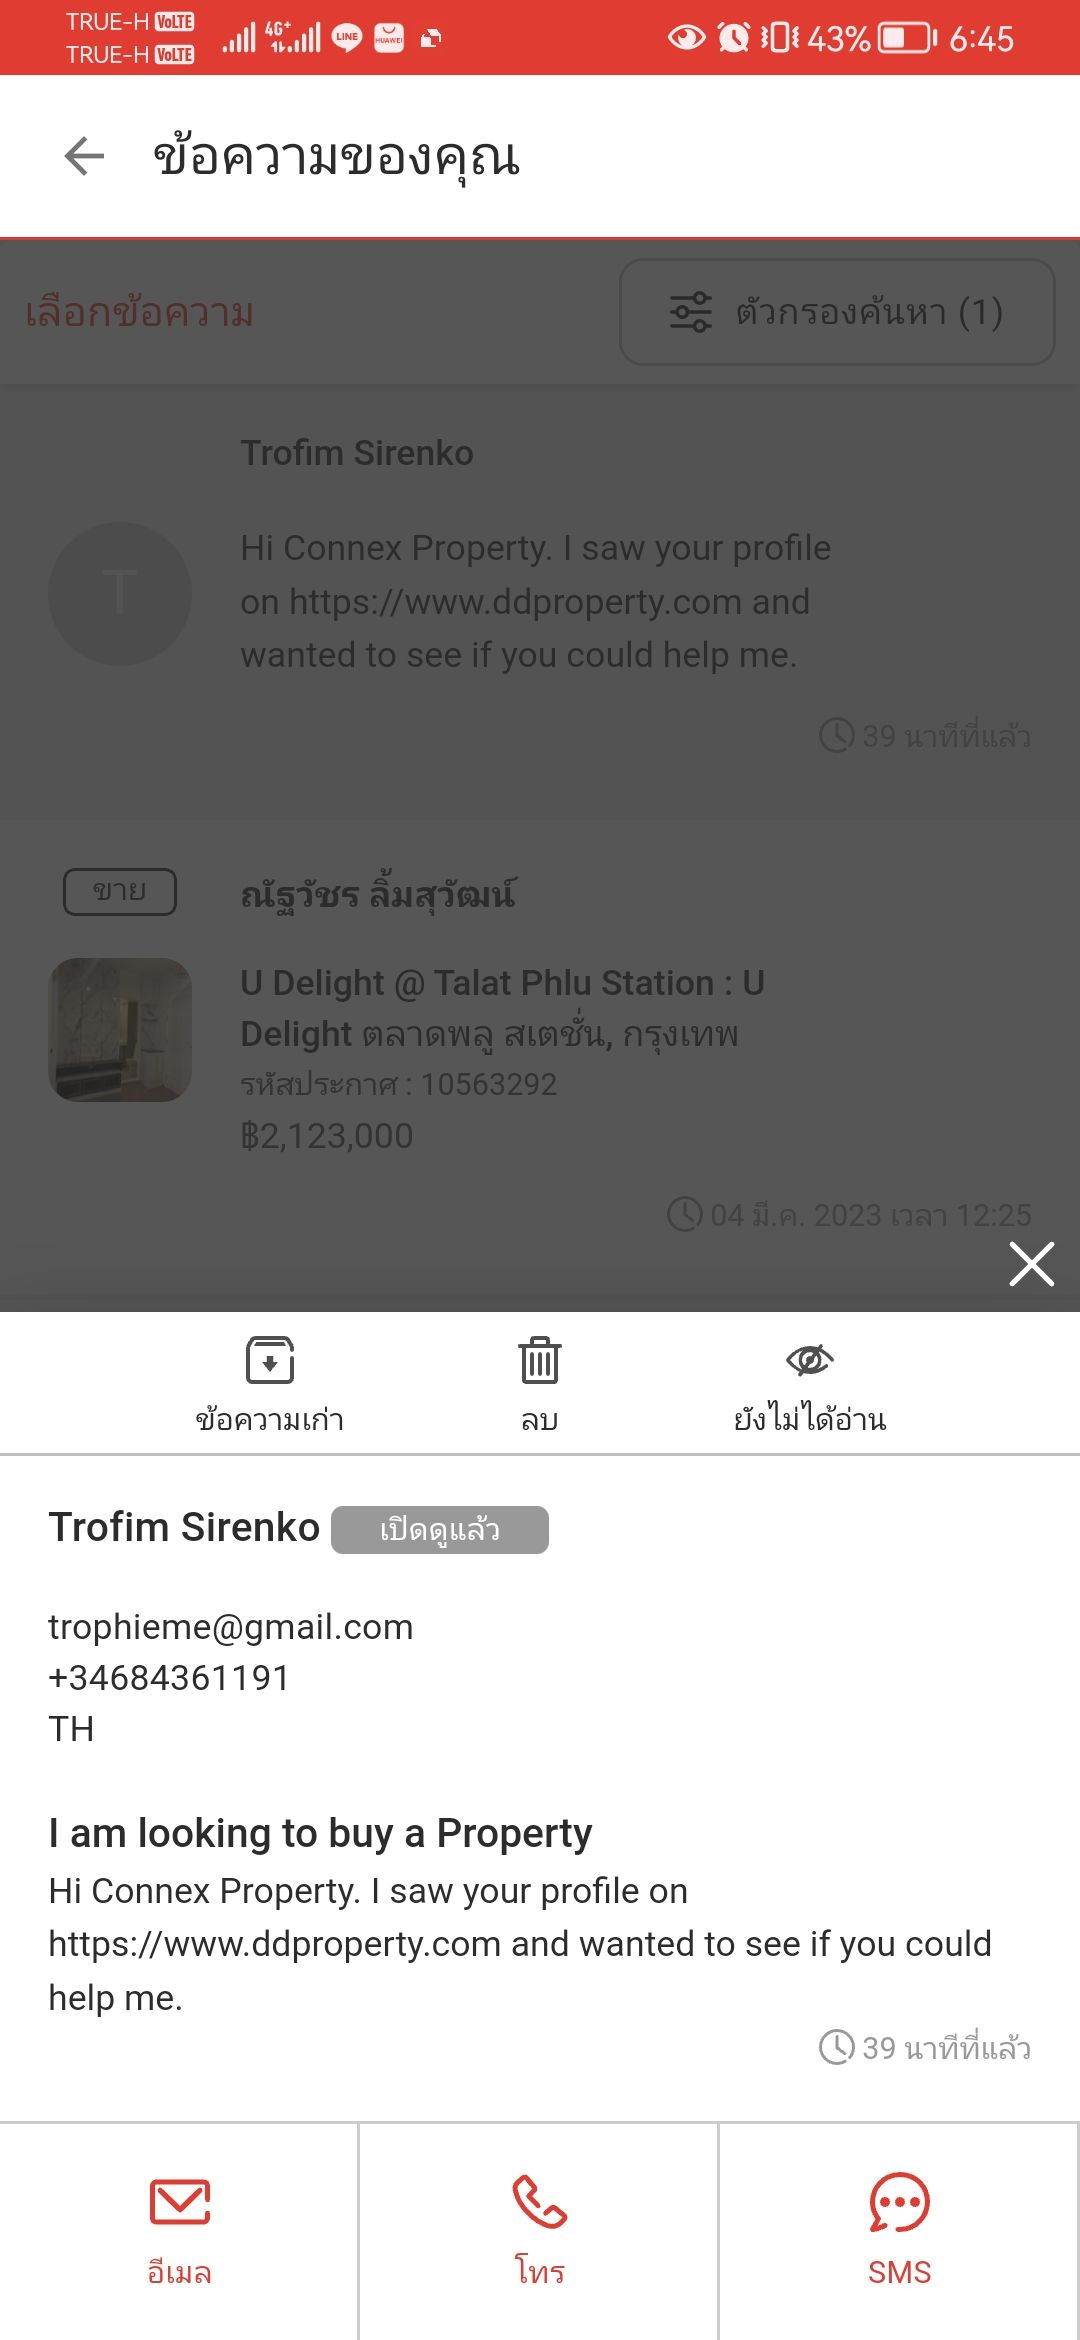 TRUE-H VoLTE
TRUE-H VoLTE
4G+
LINE
HUAWEI
43%
6:45
ข้อความของคุณ
เลือกข้อความ
ตัวกรองค้นหา (1)
Trofim Sirenko
T
Hi Connex Property. I saw your profile
on https://www.ddproperty.com and
wanted to see if you could help me.
39 นาทีที่แล้ว
ขาย
ณัฐวัชร ลิ้มสุวัฒน์
U Delight @ Talat Phlu Station : U
Delight ตลาดพลู สเตชั่น, กรุงเทพ
รหัสประกาศ : 10563292
฿2,123,000
04 มี.ค. 2023 เวลา 12:25
ข้อความเก่า
ลบ
ยังไม่ได้อ่าน
Trofim Sirenko เปิดดูแล้ว
trophieme@gmail.com
+34684361191
TH
I am looking to buy a Property
Hi Connex Property. I saw your profile on
https://www.ddproperty.com and wanted to see if you could
help me.
39 นาทีที่แล้ว
อีเมล
โทร
SMS